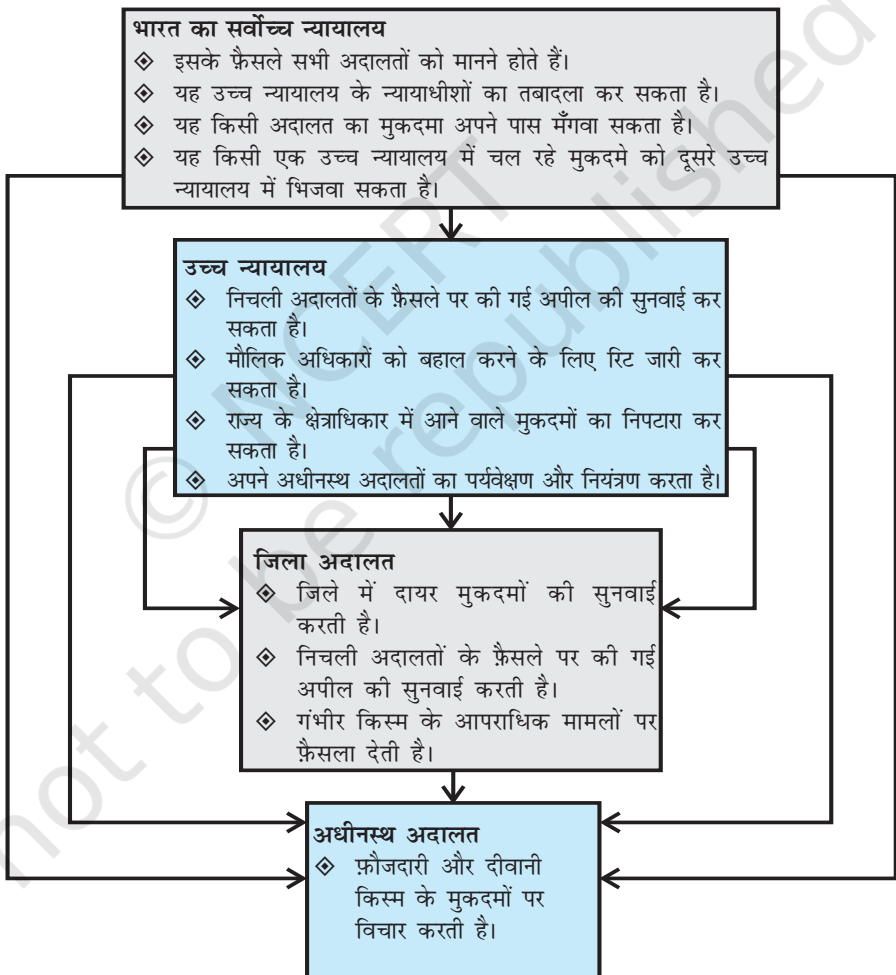 भारत का सर्वोच्च न्यायालय
इसके फ़ैसले सभी अदालतों को मानने होते हैं।
यह उच्च न्यायालय के न्यायाधीशों का तबादला कर सकता है।
यह किसी अदालत का मुकदमा अपने पास मँगवा सकता है।
यह किसी एक उच्च न्यायालय में चल रहे मुकदमे को दूसरे उच्च
न्यायालय में भिजवा सकता है।
उच्च न्यायालय
निचली अदालतों के फ़ैसले पर की गई अपील की सुनवाई कर
सकता है।
मौलिक अधिकारों को बहाल करने के लिए रिट जारी कर
सकता है।
राज्य के क्षेत्राधिकार में आने वाले मुकदमों का निपटारा कर
सकता है।
अपने अधीनस्थ अदालतों का पर्यवेक्षण और नियंत्रण करता है।
जिला अदालत
जिले में दायर मुकदमों की सुनवाई
करती है।
निचली अदालतों के फ़ैसले पर की गई
अपील की सुनवाई करती है।
गंभीर किस्म के आपराधिक मामलों पर
फ़ैसला देती है।
अधीनस्थ अदालत
फ़ौजदारी और दीवानी
किस्म के मुकदमों पर
विचार करती है।
© NCERT
not to be republished